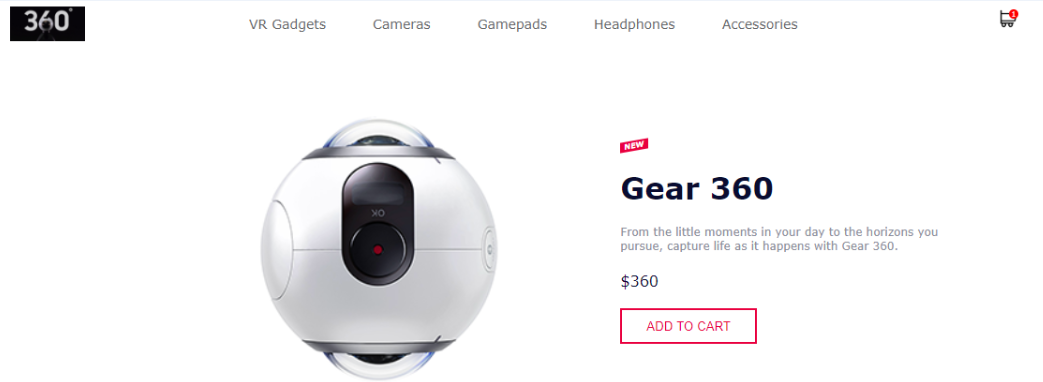 360°
VR Gadgets Cameras Gamepads Headphones Accessories
1
NEW
Gear 360
From the little moments in your day to the horizons you
pursue, capture life as it happens with Gear 360.
$360
ADD TO CART
OK